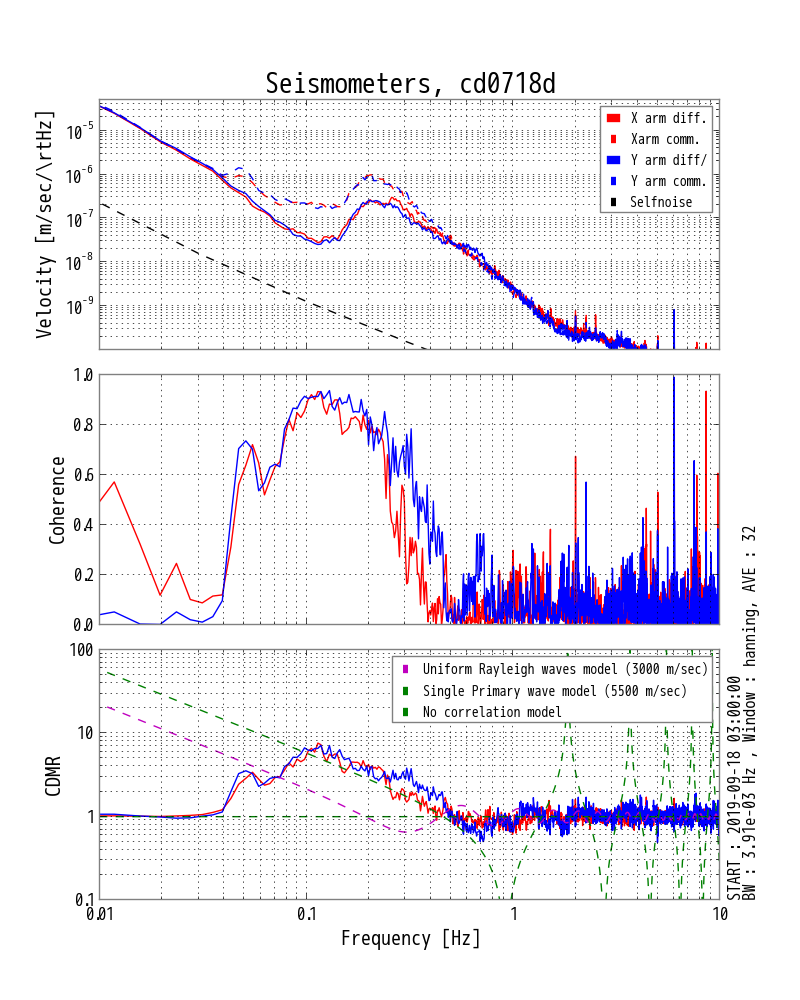 Seismometers, cd0718d
Velocity [m/sec/\rtHz]
10^-5
10^-6
10^-7
10^-8
10^-9
X arm diff.
Xarm comm.
Y arm diff/
Y arm comm.
Selfnoise
Coherence
1.0
0.8
0.6
0.4
0.2
0.0
CDMR
100
10
1
0.1
Uniform Rayleigh waves model (3000 m/sec)
Single Primary wave model (5500 m/sec)
No correlation model
0.01 0.1 1 10
Frequency [Hz]
START : 2019-09-18 03:00:00
BW : 3.91e-03 Hz , Window : hanning, AVE : 32